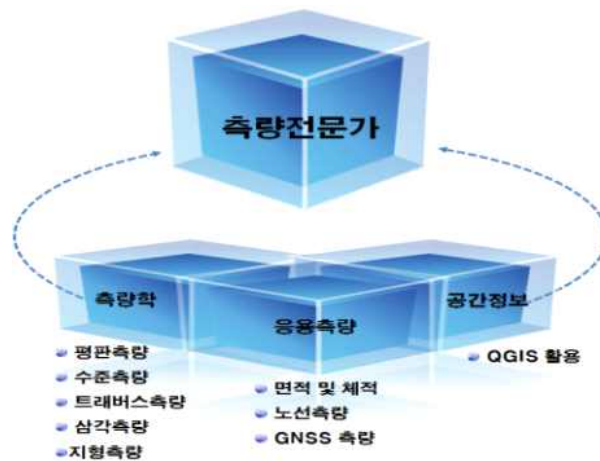 측량전문가
측량학
응용측량
공간정보
평판측량
수준측량
트래버스측량
삼각측량
지형측량
면적 및 체적
노선측량
GNSS 측량
QGIS 활용